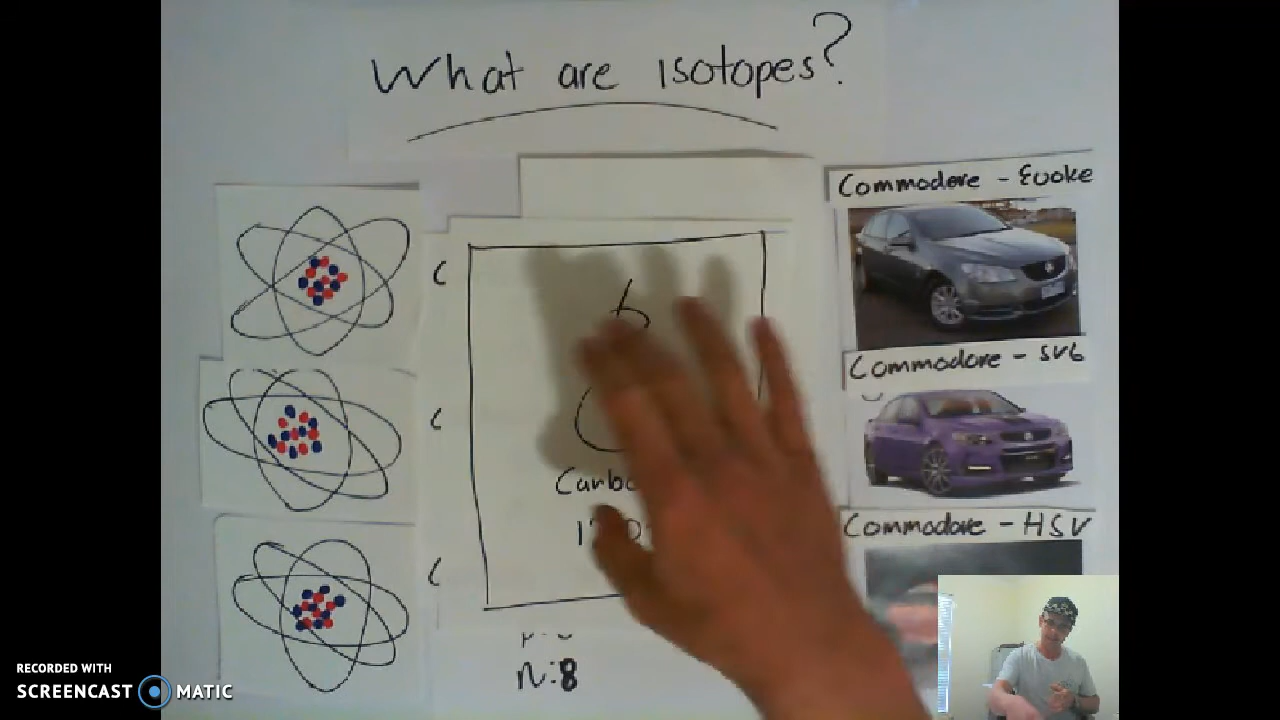 What are isotopes?
Commodore - Evoke
C
6
Commodore - SV6
C
Commodore - HSV
C
n:8
RECORDED WITH
SCREENCAST MATIC